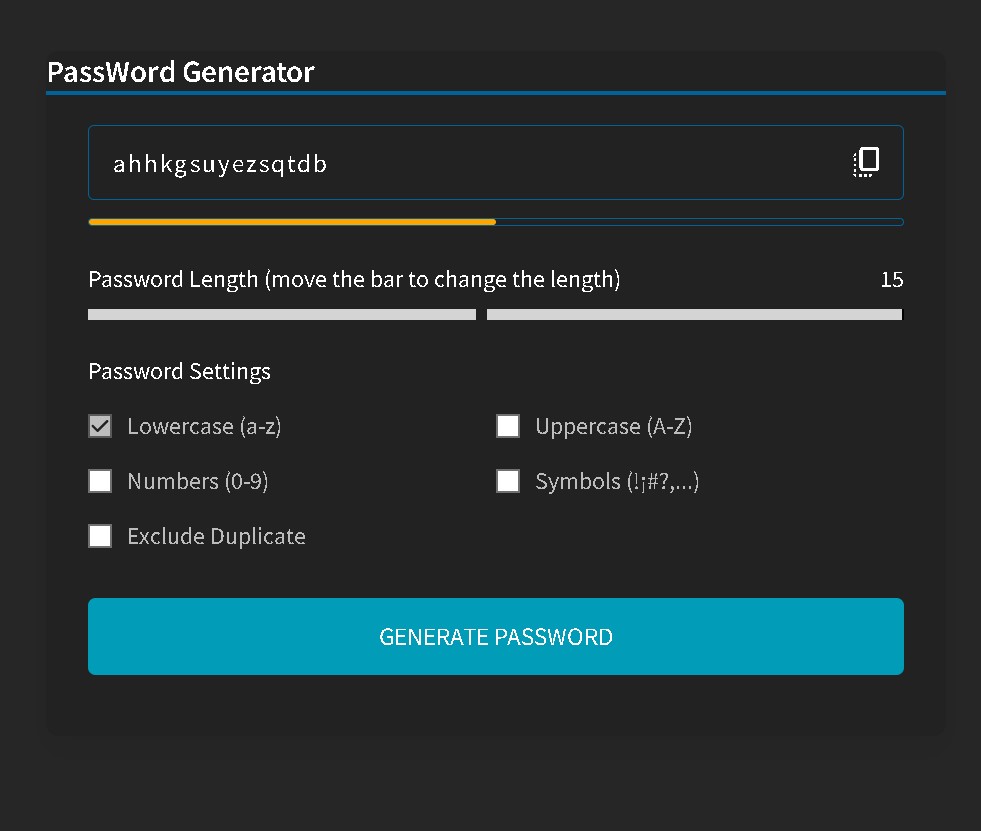 PassWord Generator
ahhkgsuyezsqtdb
Password Length (move the bar to change the length) 15
Password Settings
Lowercase (a-z) Uppercase (A-Z)
Numbers (0-9) Symbols (!¡#?,...)
Exclude Duplicate
GENERATE PASSWORD